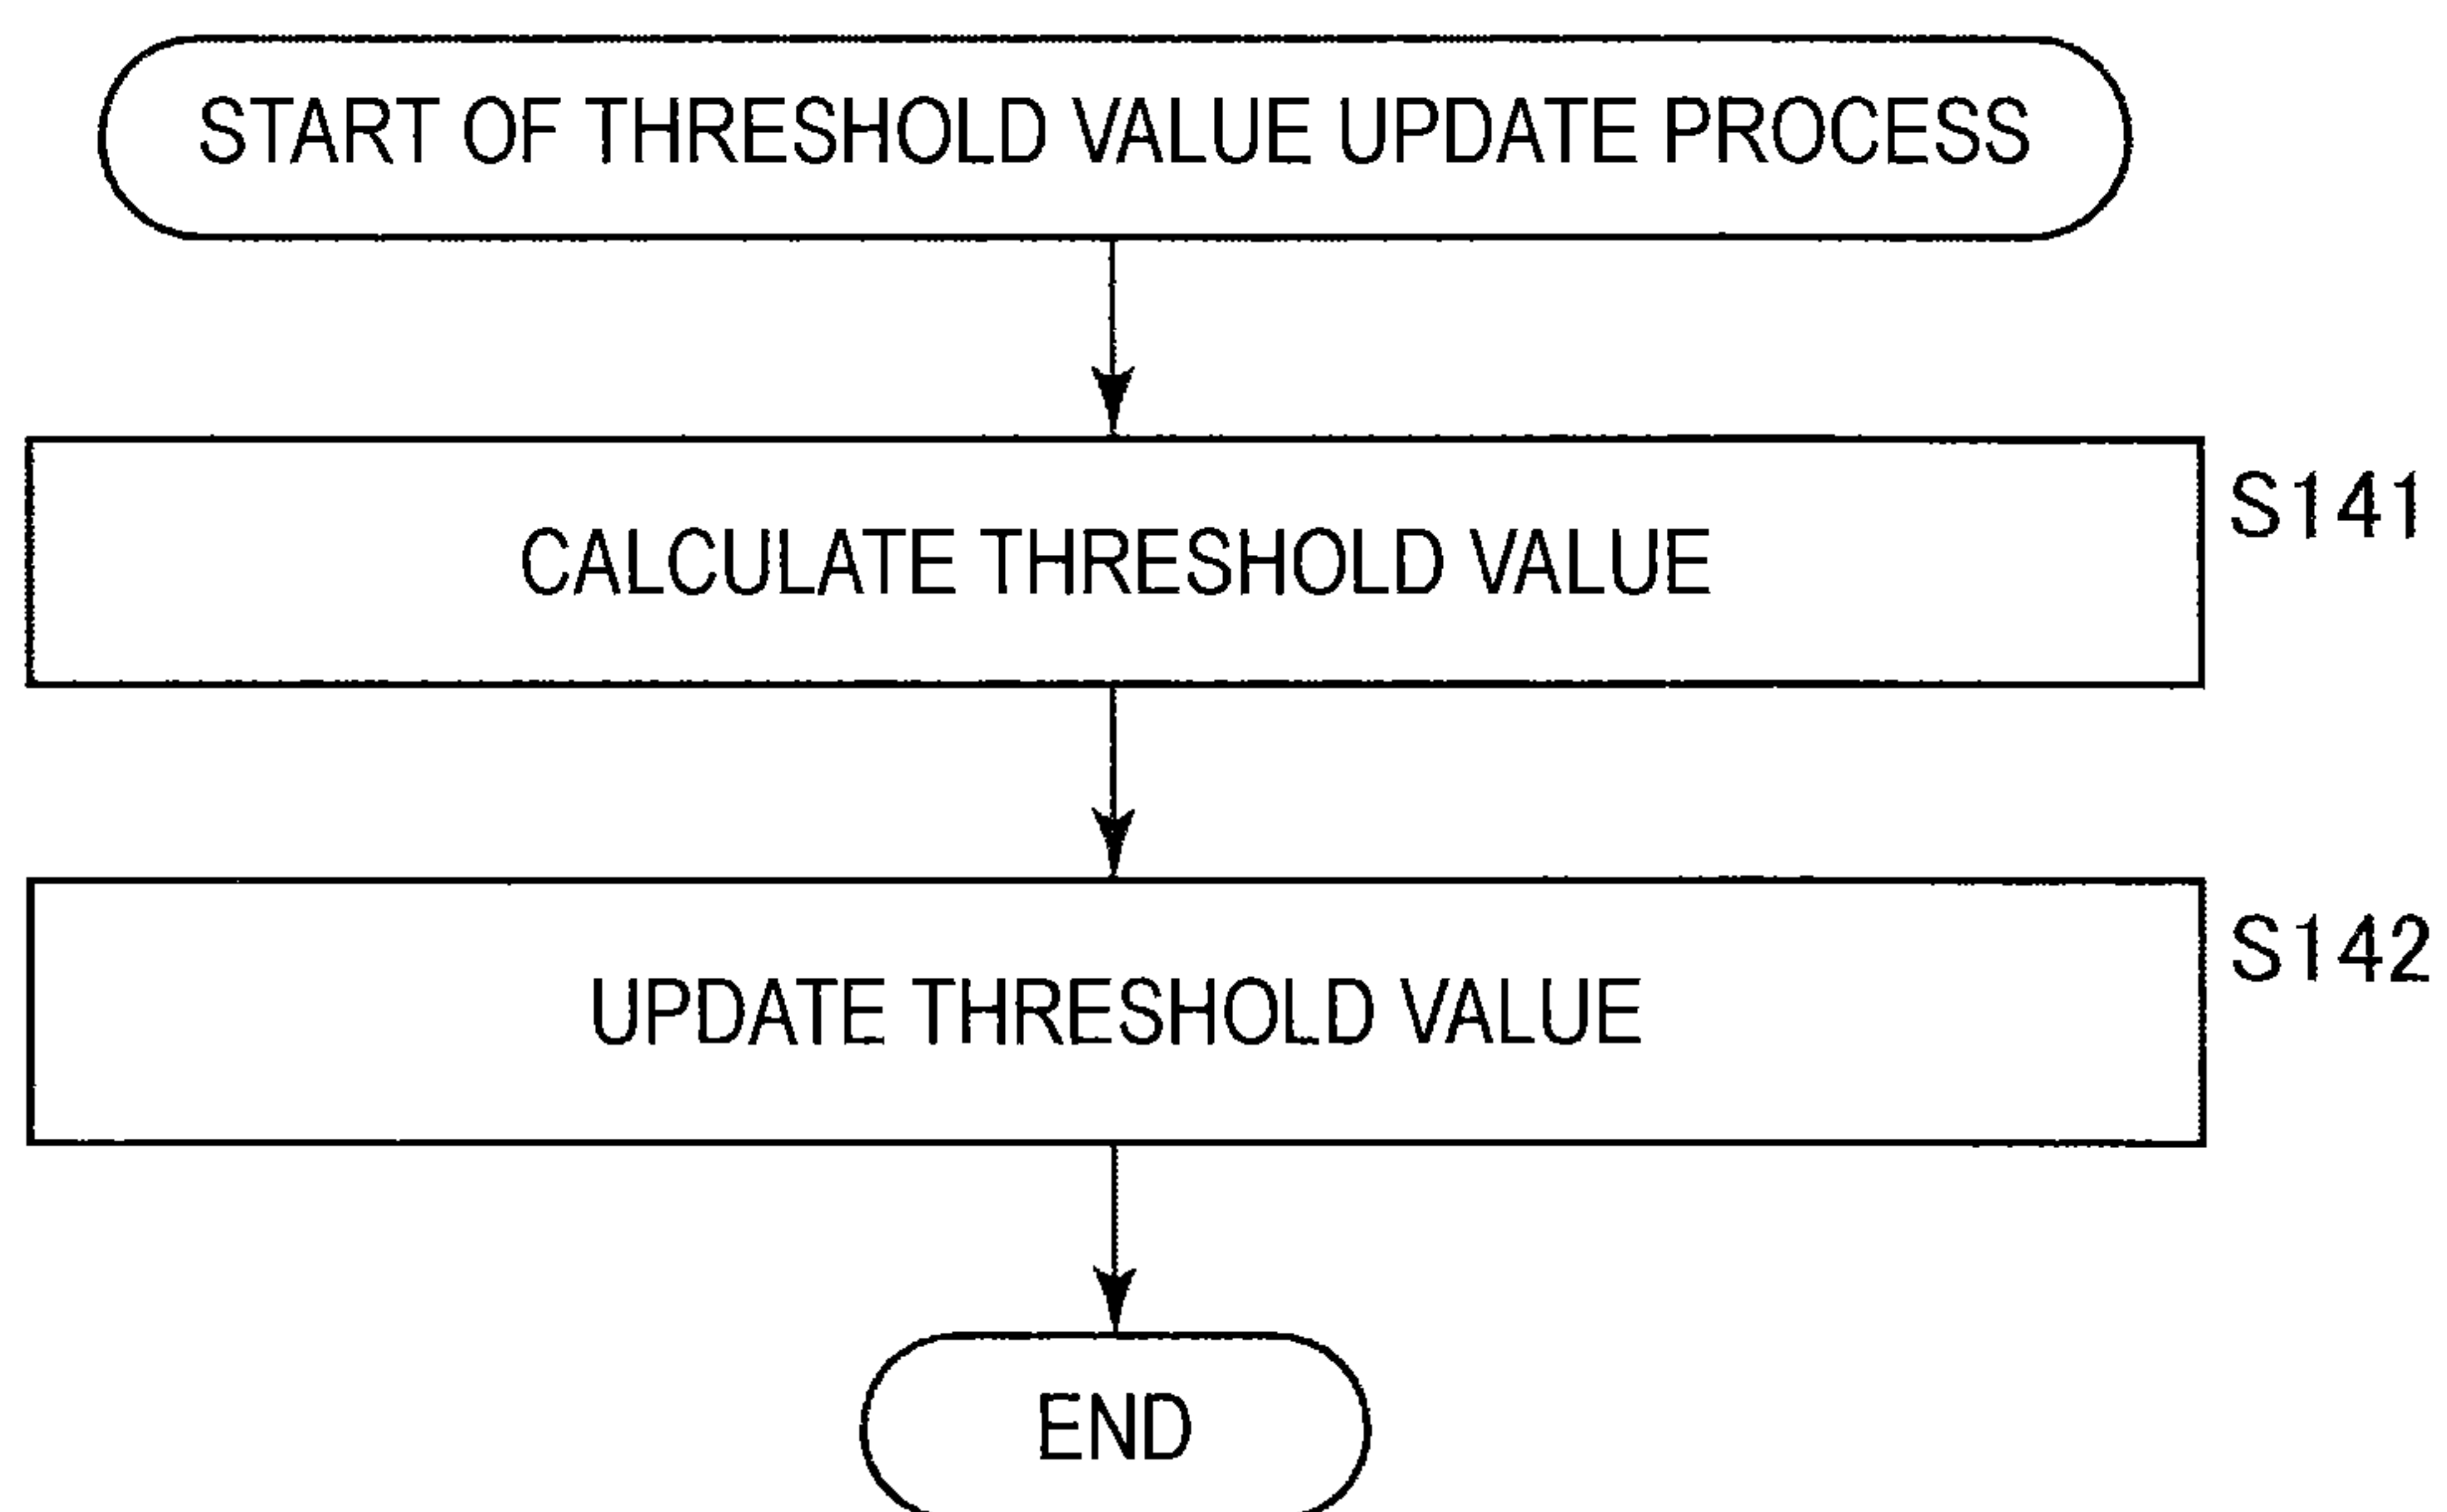 START OF THRESHOLD VALUE UPDATE PROCESS
S141
CALCULATE THRESHOLD VALUE
S142
UPDATE THRESHOLD VALUE
END